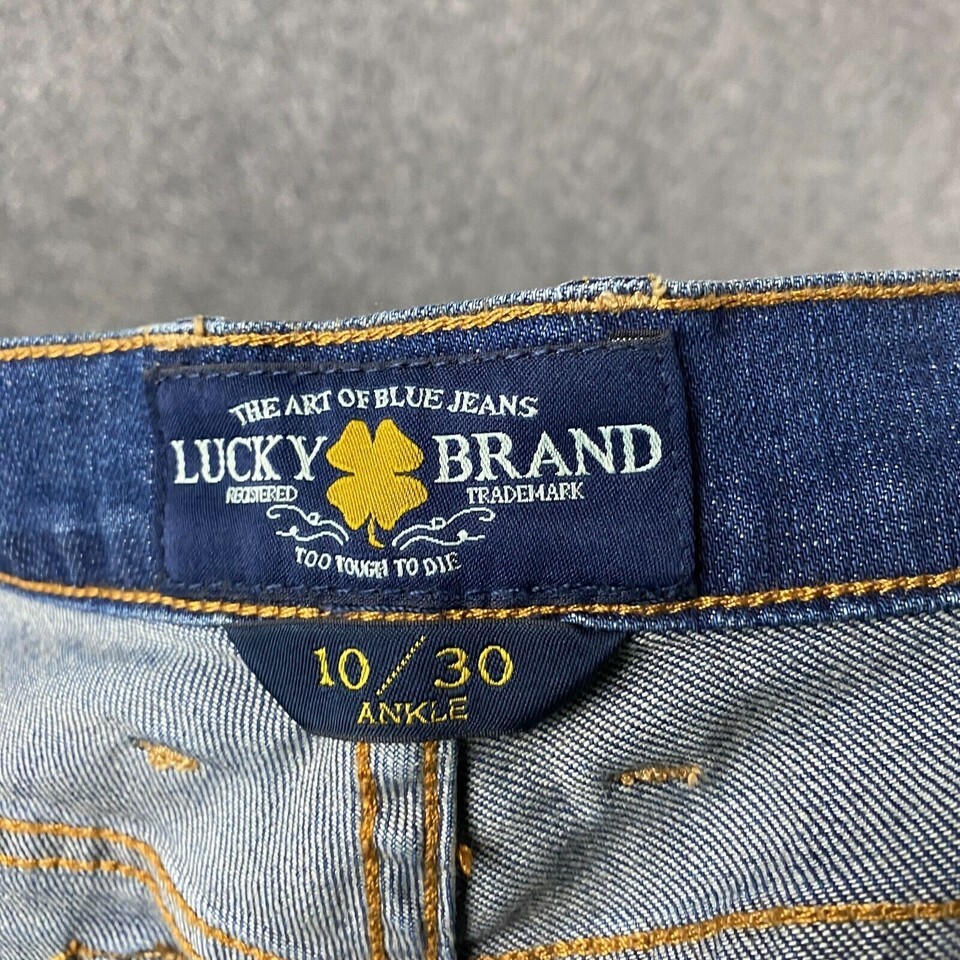 THE ART OF BLUE JEANS
LUCKY BRAND
REGISTERED TRADEMARK
TOO TOUGH TO DIE
10/30
ANKLE